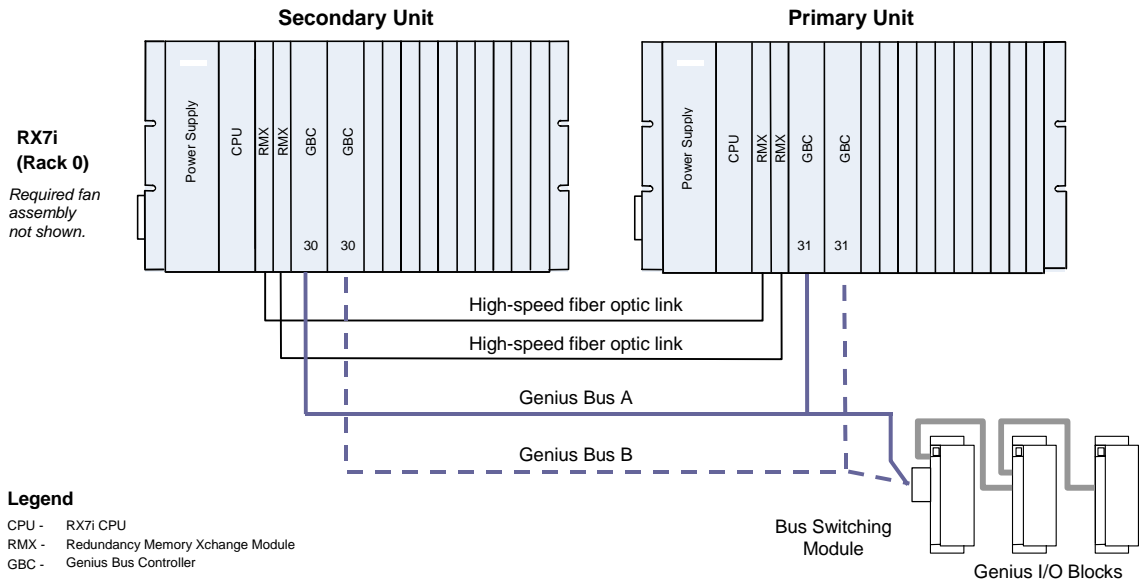 Secondary Unit
Primary Unit
RX7i
(Rack 0)
Required fan
assembly
not shown.
Power Supply
CPU
RMX
RMX
GBC
GBC
30
30
Power Supply
CPU
RMX
RMX
GBC
GBC
31
31
High-speed fiber optic link
High-speed fiber optic link
Genius Bus A
Genius Bus B
Bus Switching
Module
Genius I/O Blocks
Legend
CPU - RX7i CPU
RMX - Redundancy Memory Xchange Module
GBC - Genius Bus Controller